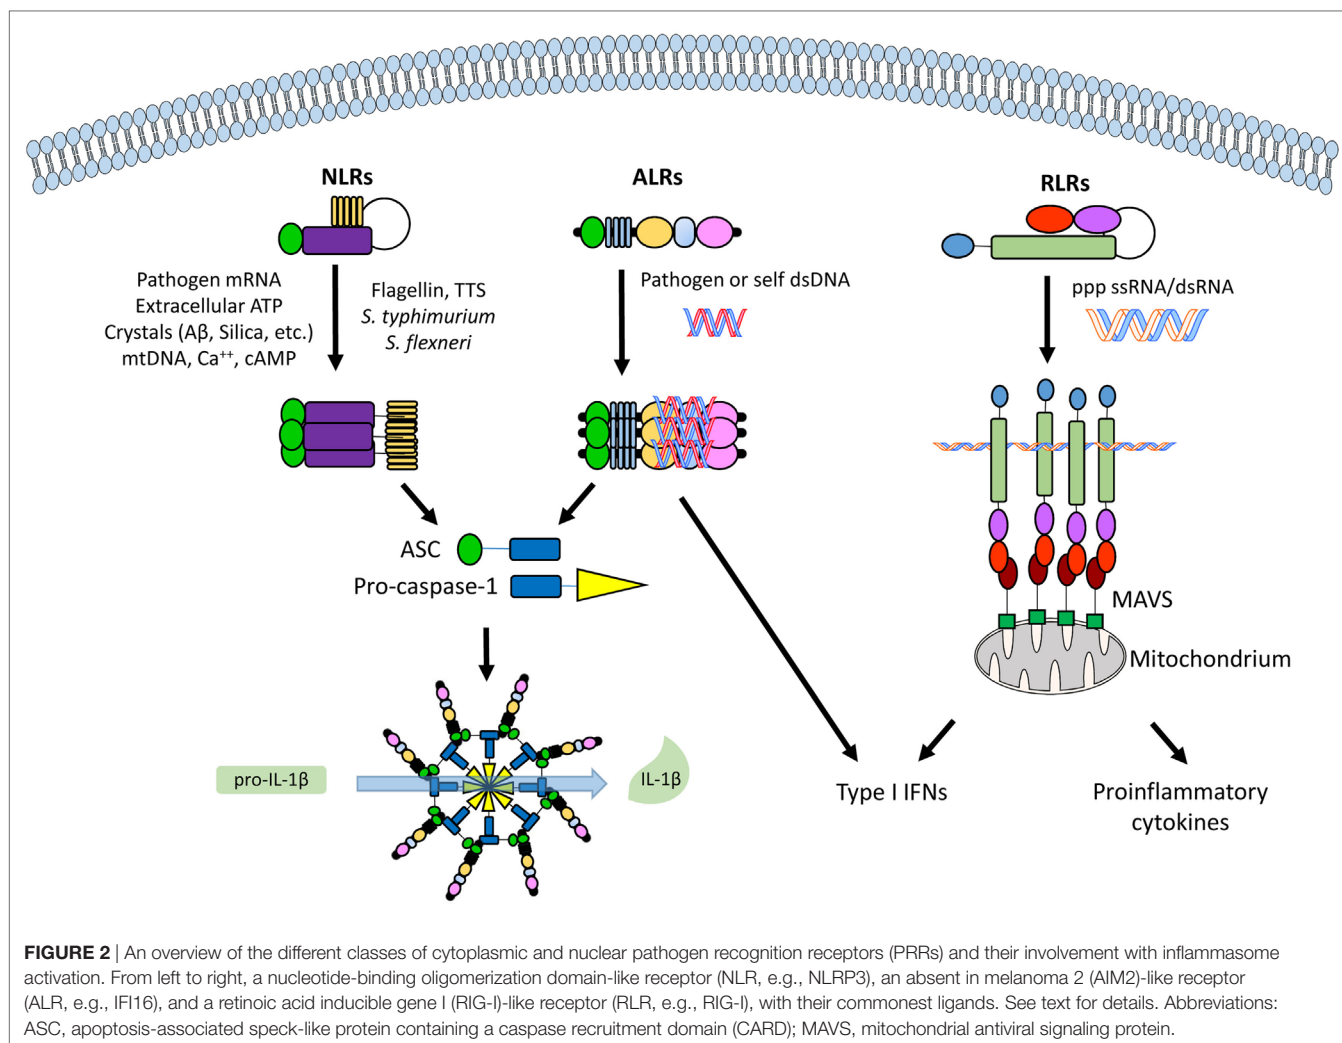 NLRs
ALRs
RLRs
Pathogen mRNA
Extracellular ATP
Crystals (Aβ, Silica, etc.)
mtDNA, Ca⁺⁺, cAMP
Flagellin, TTS
S. typhimurium
S. flexneri
Pathogen or self dsDNA
ppp ssRNA/dsRNA
ASC
Pro-caspase-1
MAVS
Mitochondrium
pro-IL-1β
IL-1β
Type I IFNs
Proinflammatory
cytokines
FIGURE 2 | An overview of the different classes of cytoplasmic and nuclear pathogen recognition receptors (PRRs) and their involvement with inflammasome
activation. From left to right, a nucleotide-binding oligomerization domain-like receptor (NLR, e.g., NLRP3), an absent in melanoma 2 (AIM2)-like receptor
(ALR, e.g., IFI16), and a retinoic acid inducible gene I (RIG-I)-like receptor (RLR, e.g., RIG-I), with their commonest ligands. See text for details. Abbreviations:
ASC, apoptosis-associated speck-like protein containing a caspase recruitment domain (CARD); MAVS, mitochondrial antiviral signaling protein.